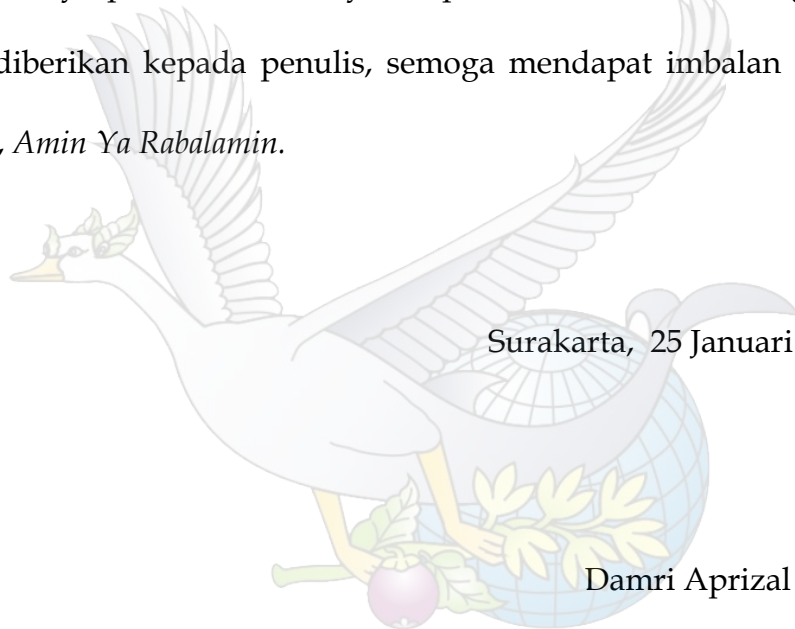 diberikan kepada penulis, semoga mendapat imbalan
, Amin Ya Rabalamin.
Surakarta, 25 Januari
Damri Aprizal